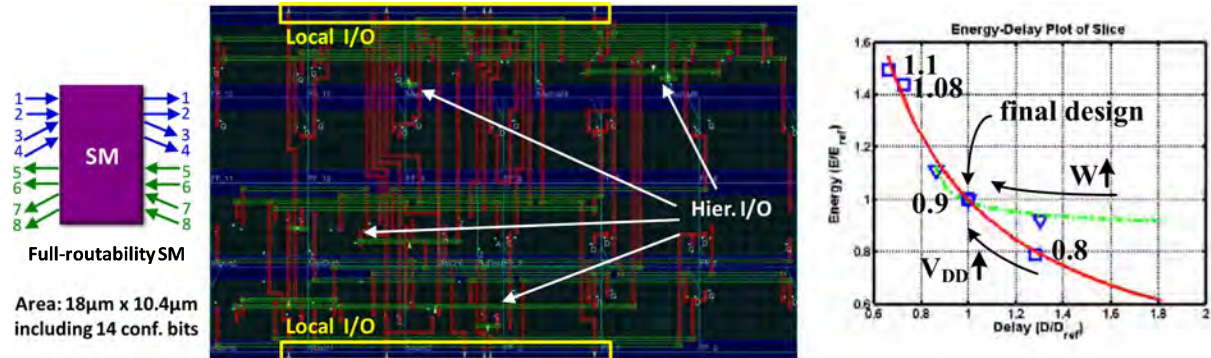 1
2
3
4
5
6
7
8
SM
1
2
3
4
5
6
7
8
Full-routability SM
Area: 18µm x 10.4µm
including 14 conf. bits
Local I/O
Hier. I/O
Local I/O
Energy-Delay Plot of Slice
Energy (E/Eref)
1.6
1.4
1.2
1
0.8
0.6
1.1
1.08
final design
W
0.9
0.8
VDD
0.6
0.8
1
1.2
1.4
1.6
1.8
2
Delay (D/Dref)